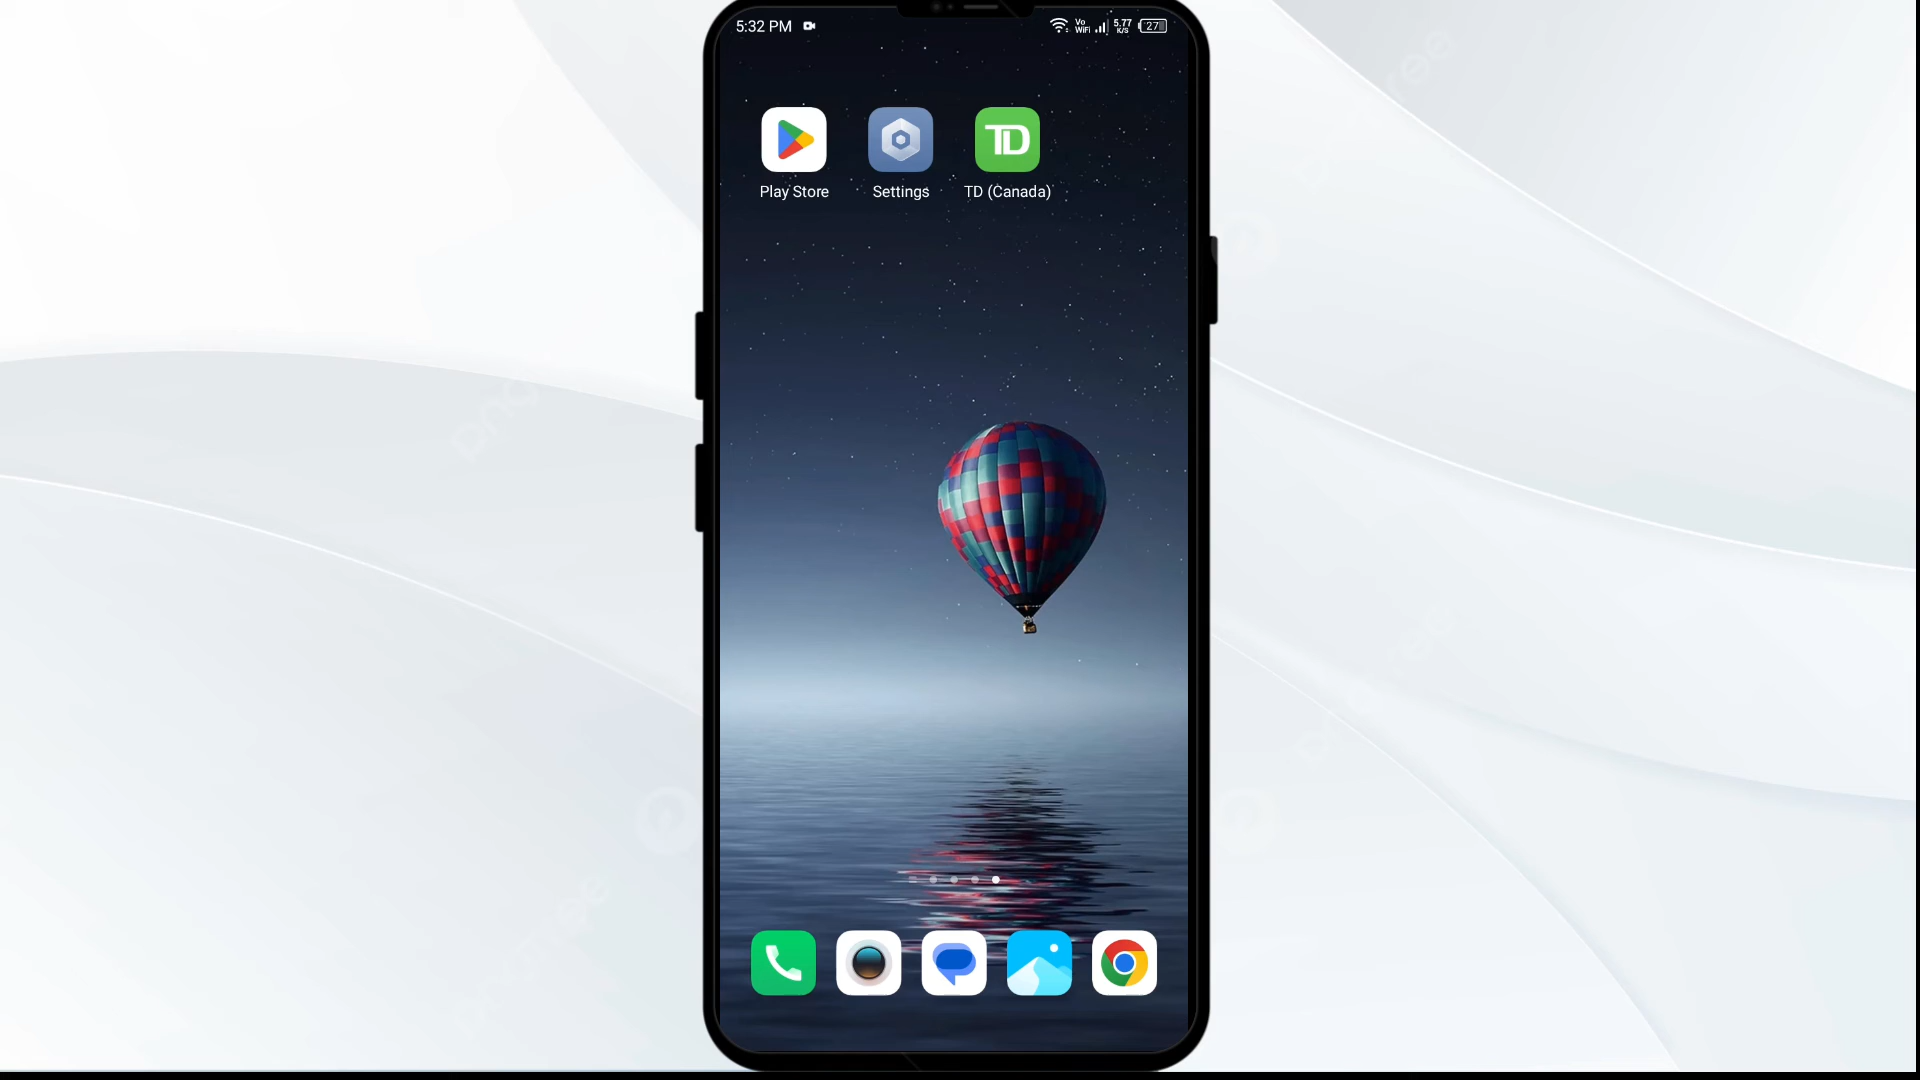 5:32 PM
Vo
WiFi
5.77
K/S
27
TD
Play Store
Settings
TD (Canada)